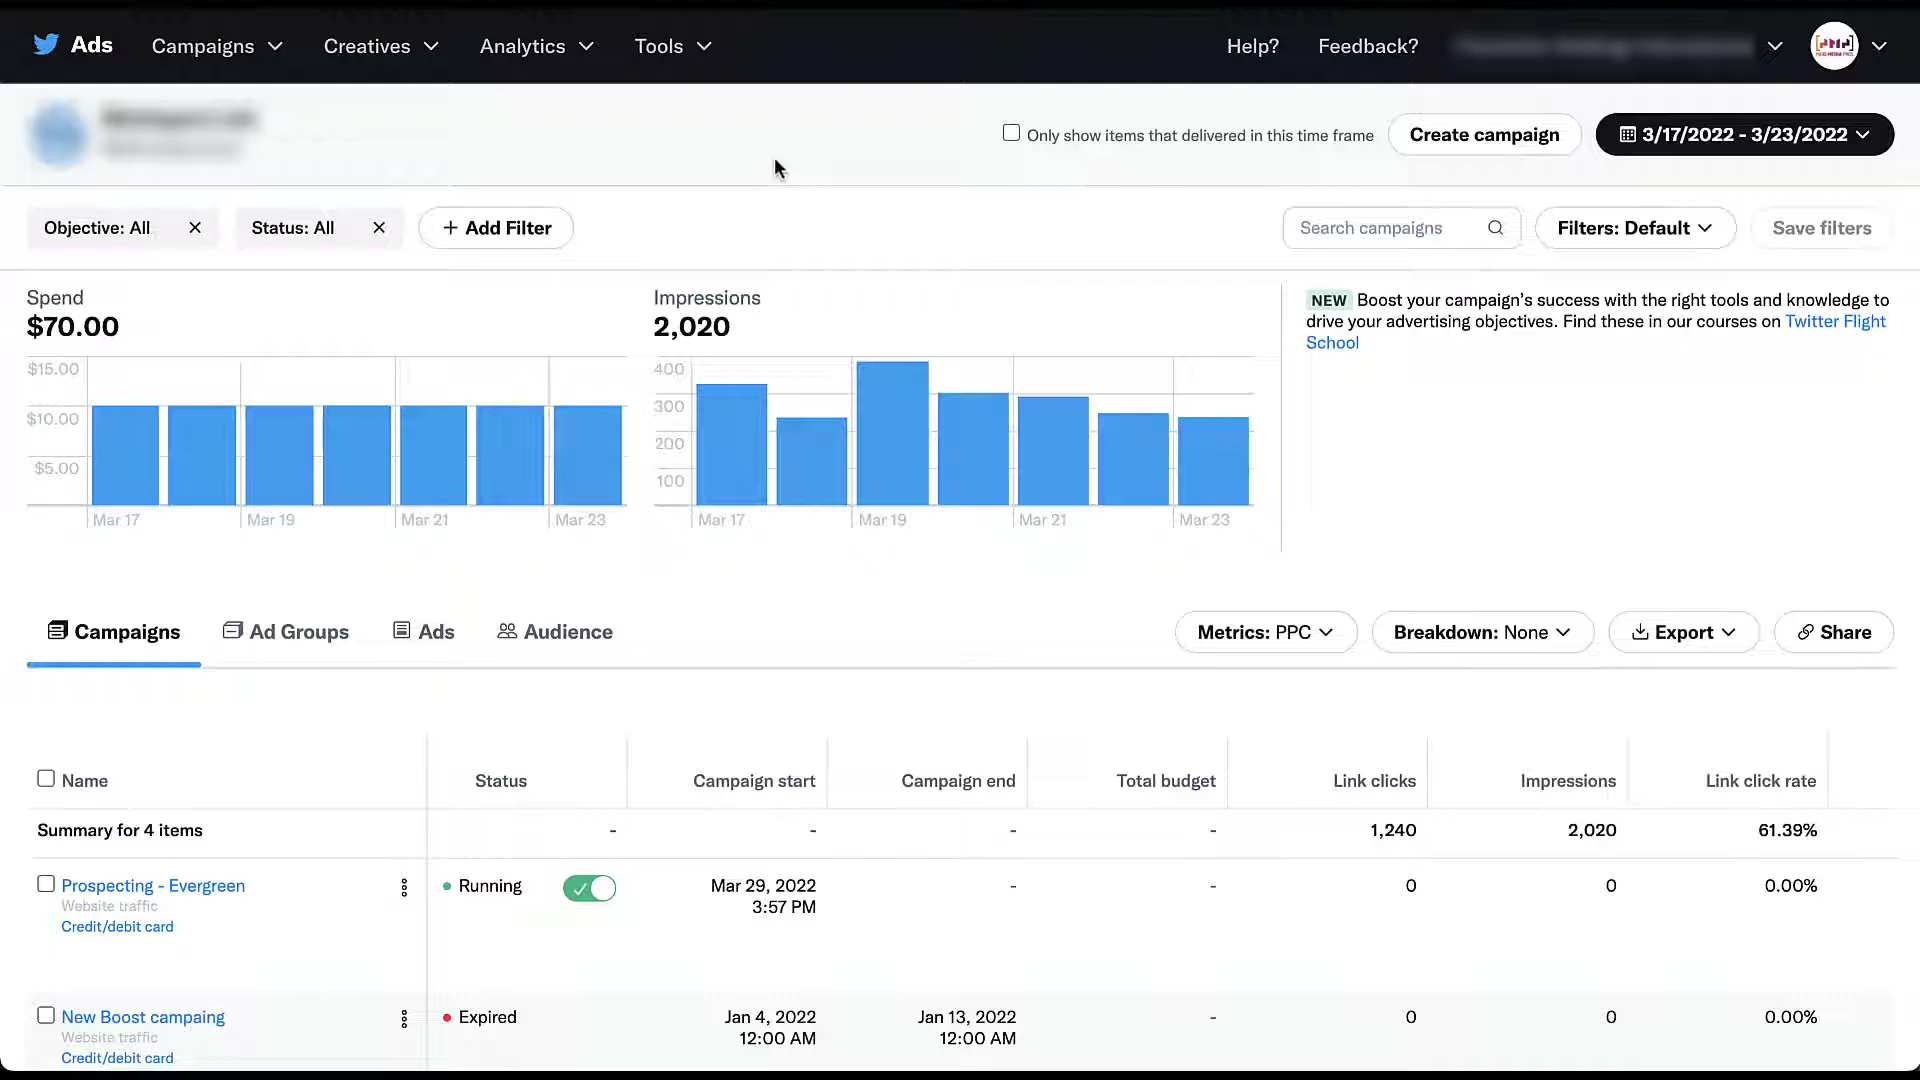 Ads Campaigns Creatives Analytics Tools Help? Feedback?
Only show items that delivered in this time frame Create campaign 3/17/2022 - 3/23/2022
Objective: All Status: All + Add Filter Search campaigns Filters: Default Save filters
Spend
$70.00
$15.00
$10.00
$5.00
Mar 17 Mar 19 Mar 21 Mar 23
Impressions
2,020
400
300
200
100
Mar 17 Mar 19 Mar 21 Mar 23
NEW Boost your campaign's success with the right tools and knowledge to
drive your advertising objectives. Find these in our courses on Twitter Flight
School
Campaigns Ad Groups Ads Audience Metrics: PPC Breakdown: None Export Share
Name Status Campaign start Campaign end Total budget Link clicks Impressions Link click rate
Summary for 4 items - - - - 1,240 2,020 61.39%
Prospecting - Evergreen Running Mar 29, 2022 - - 0 0 0.00%
Website traffic 3:57 PM
Credit/debit card
New Boost campaing Expired Jan 4, 2022 Jan 13, 2022 - 0 0 0.00%
Website traffic 12:00 AM 12:00 AM
Credit/debit card